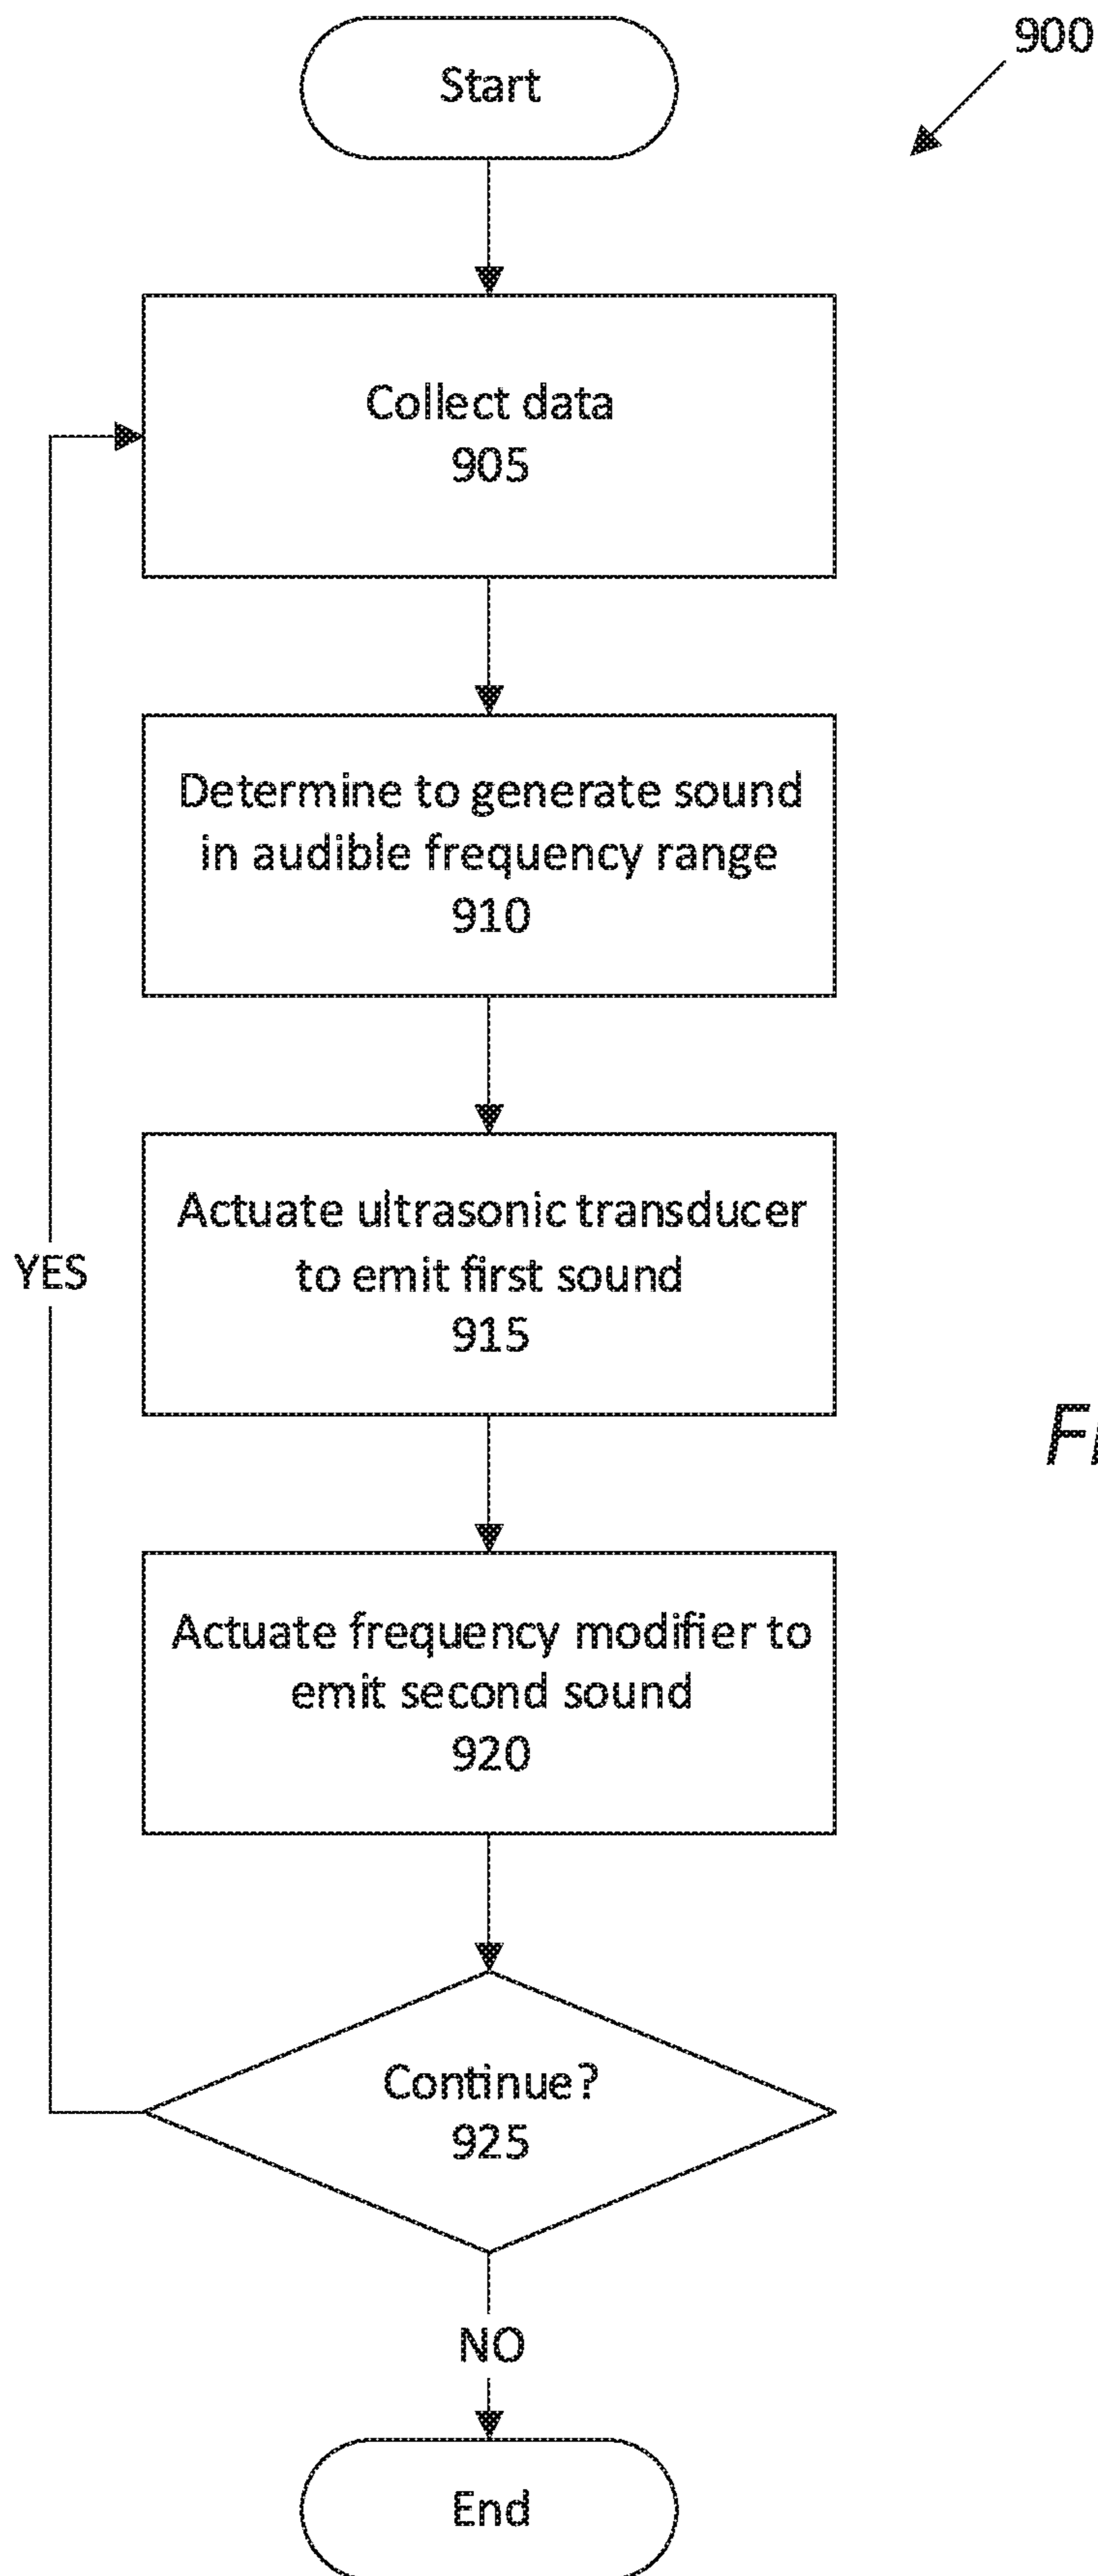 900
Start
Collect data
905
Determine to generate sound
in audible frequency range
910
Actuate ultrasonic transducer
to emit first sound
915
YES
Actuate frequency modifier to
emit second sound
920
Continue?
925
NO
End